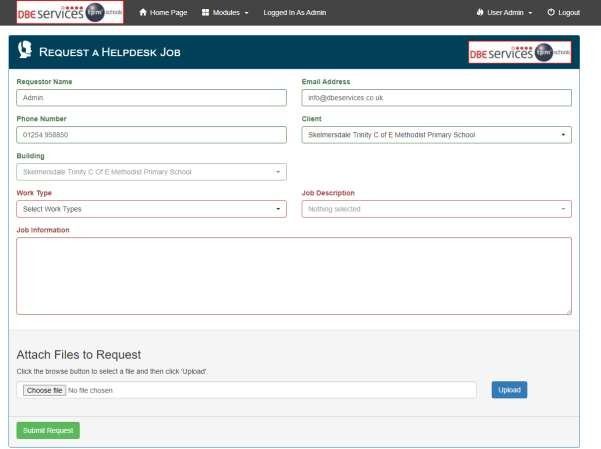 DBE services tpm schools Home Page Modules Logged In As Admin User Admin Logout
REQUEST A HELPDESK JOB DBE services tpm schools
Requestor Name Email Address
Admin info@dbeservices.co.uk
Phone Number Client
01254 958850 Skelmersdale Trinity C of E Methodist Primary School
Building
Skelmersdale Trinity C Of E Methodist Primary School
Work Type Job Description
Select Work Types Nothing selected
Job Information
Attach Files to Request
Click the browse button to select a file and then click 'Upload'
Choose file No file chosen Upload
Submit Request